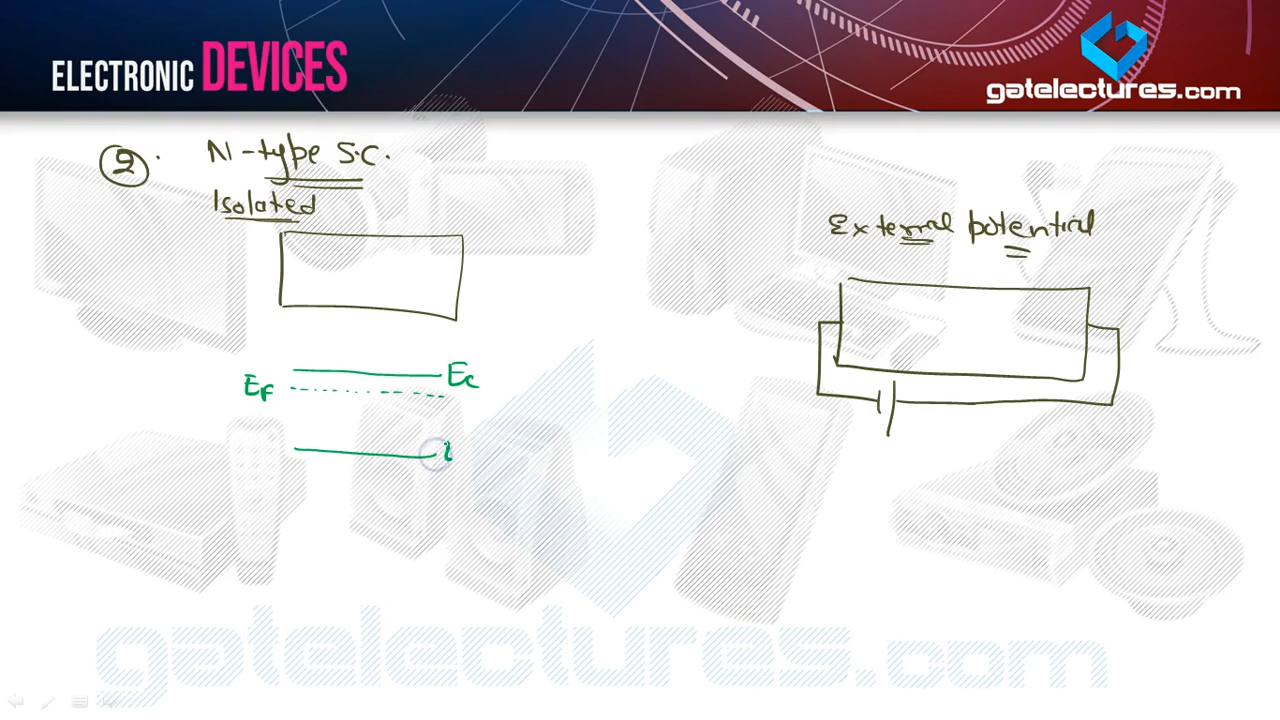 ELECTRONIC DEVICES
gatelectures.com
2.
N-type S.C.
Isolated
External potential
Ec
EF
gatelectures.com